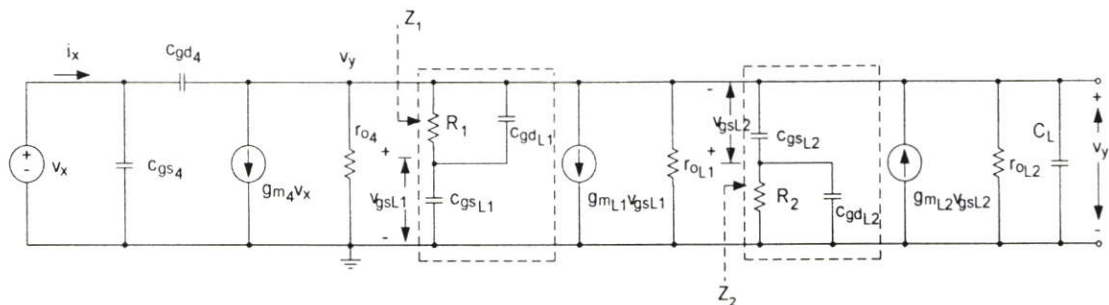 Z1
ix
cgd4
vy
vx
cgs4
gm4vx
ro4
+
vgsL1
-
R1
cgdL1
cgsL1
gmL1vgsL1
roL1
-
vgsL2
+
cgsL2
R2
cgdL2
gmL2vgsL2
roL2
CL
+
vy
-
Z2
+
-